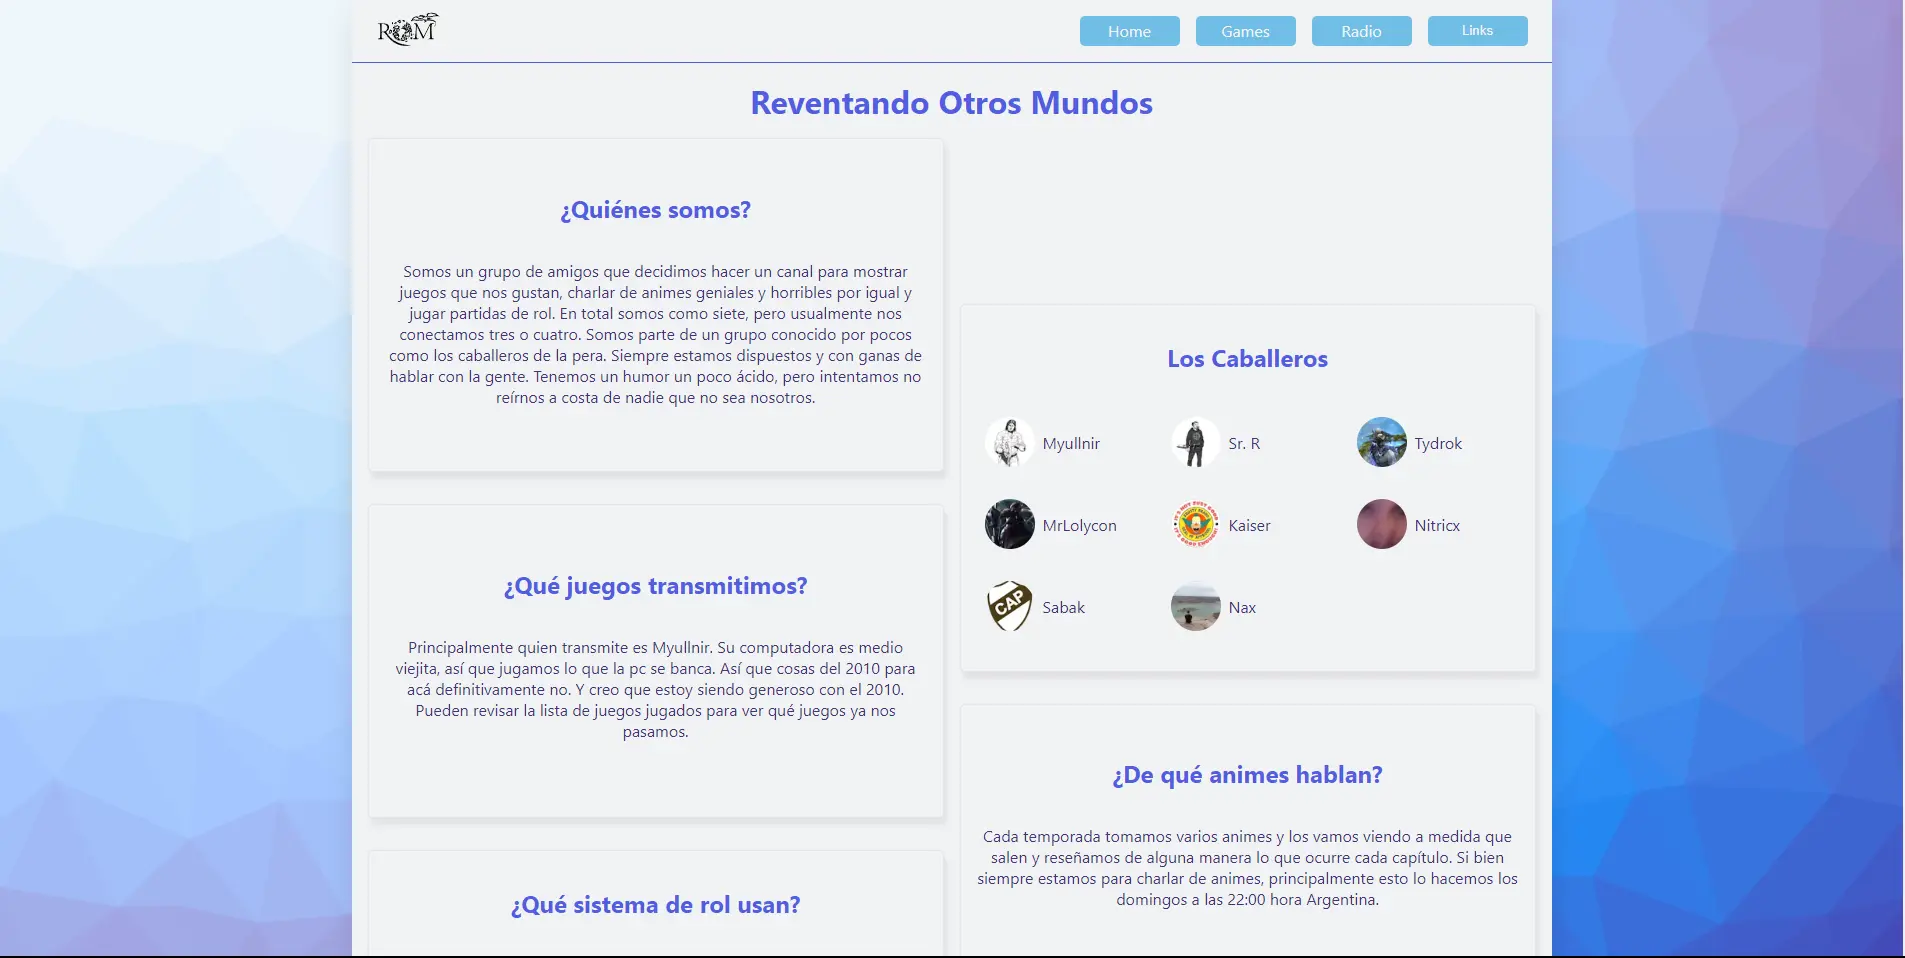 ROM
Home
Games
Radio
Links
Reventando Otros Mundos
¿Quiénes somos?
Somos un grupo de amigos que decidimos hacer un canal para mostrar
juegos que nos gustan, charlar de animes geniales y horribles por igual y
jugar partidas de rol. En total somos como siete, pero usualmente nos
conectamos tres o cuatro. Somos parte de un grupo conocido por pocos
como los caballeros de la pera. Siempre estamos dispuestos y con ganas de
hablar con la gente. Tenemos un humor un poco ácido, pero intentamos no
reírnos a costa de nadie que no sea nosotros.
¿Qué juegos transmitimos?
Principalmente quien transmite es Myullnir. Su computadora es medio
viejita, así que jugamos lo que la pc se banca. Así que cosas del 2010 para
acá definitivamente no. Y creo que estoy siendo generoso con el 2010.
Pueden revisar la lista de juegos jugados para ver qué juegos ya nos
pasamos.
¿Qué sistema de rol usan?
Los Caballeros
Myullnir
Sr. R
Tydrok
MrLolycon
Kaiser
Nitricx
CAP
Sabak
Nax
¿De qué animes hablan?
Cada temporada tomamos varios animes y los vamos viendo a medida que
salen y reseñamos de alguna manera lo que ocurre cada capítulo. Si bien
siempre estamos para charlar de animes, principalmente esto lo hacemos los
domingos a las 22:00 hora Argentina.